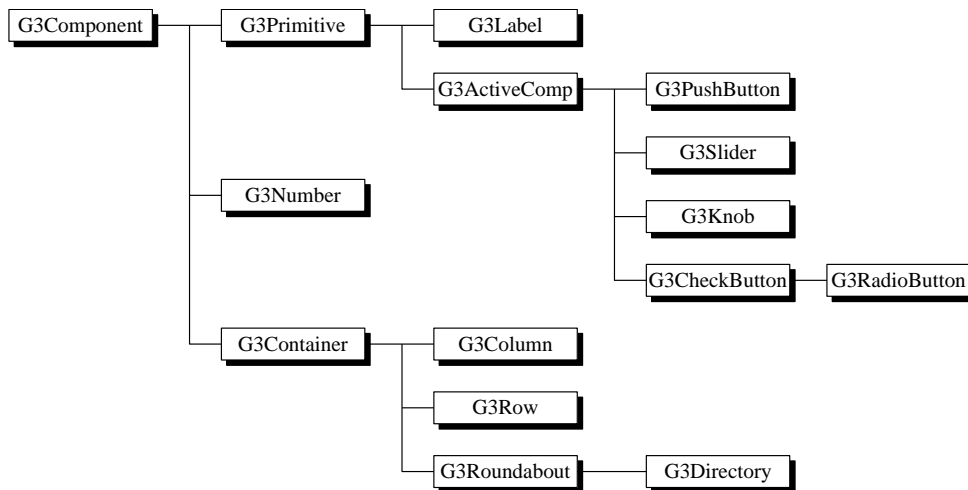 G3Component
G3Primitive
G3Label
G3ActiveComp
G3PushButton
G3Slider
G3Number
G3Knob
G3CheckButton
G3RadioButton
G3Container
G3Column
G3Row
G3Roundabout
G3Directory